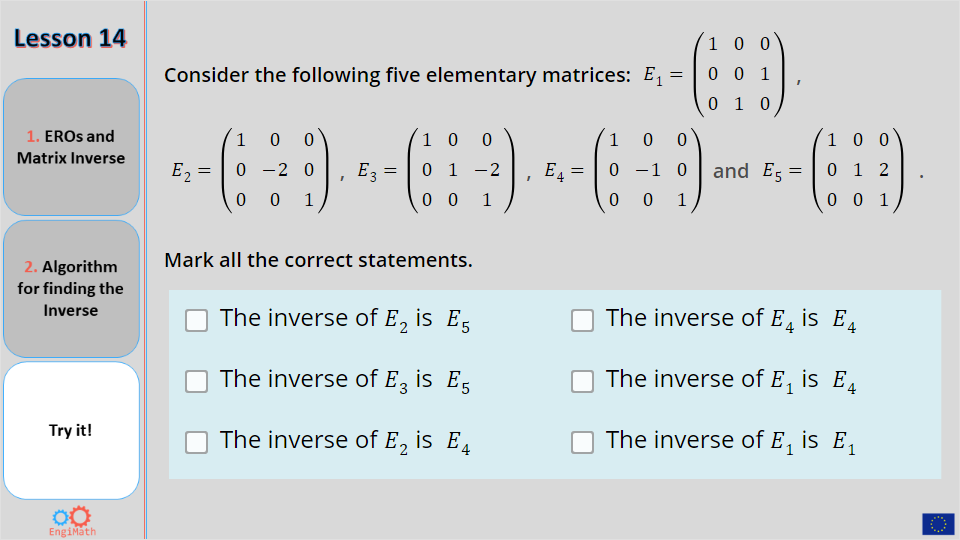 Lesson 14
1. EROs and
Matrix Inverse
2. Algorithm
for finding the
Inverse
Try it!
EngiMath
Consider the following five elementary matrices: E₁ = (1 0 0; 0 0 1; 0 1 0) ,
E₂ = (1 0 0; 0 −2 0; 0 0 1) , E₃ = (1 0 0; 0 1 −2; 0 0 1) , E₄ = (1 0 0; 0 −1 0; 0 0 1) and E₅ = (1 0 0; 0 1 2; 0 0 1) .
Mark all the correct statements.
The inverse of E₂ is E₅
The inverse of E₄ is E₄
The inverse of E₃ is E₅
The inverse of E₁ is E₄
The inverse of E₂ is E₄
The inverse of E₁ is E₁